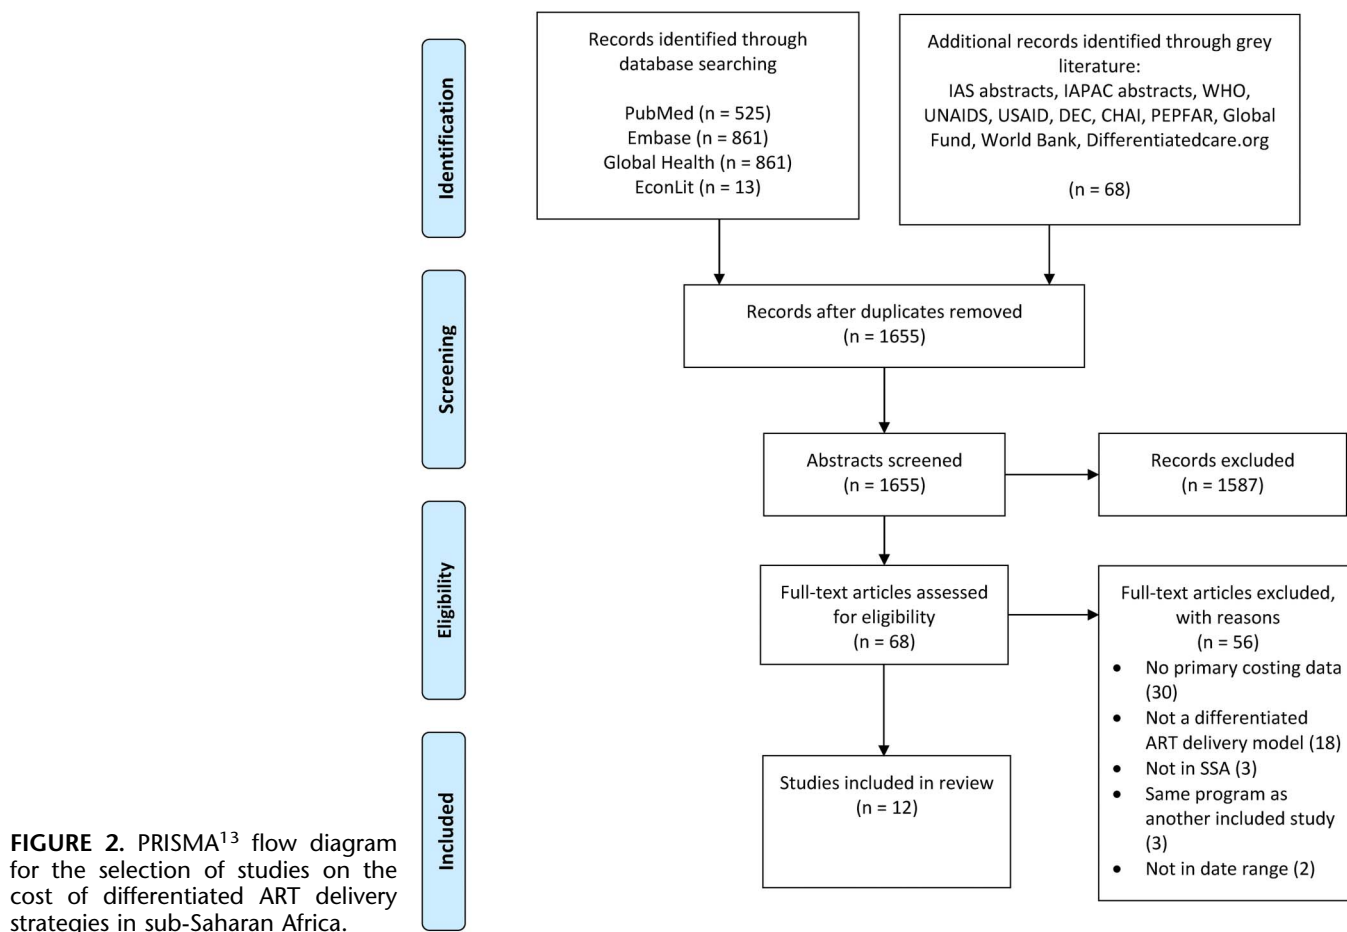 Identification
Records identified through
database searching
PubMed (n = 525)
Embase (n = 861)
Global Health (n = 861)
EconLit (n = 13)
Additional records identified through grey
literature:
IAS abstracts, IAPAC abstracts, WHO,
UNAIDS, USAID, DEC, CHAI, PEPFAR, Global
Fund, World Bank, Differentiatedcare.org
(n = 68)
Screening
Records after duplicates removed
(n = 1655)
Abstracts screened
(n = 1655)
Records excluded
(n = 1587)
Eligibility
Full-text articles assessed
for eligibility
(n = 68)
Full-text articles excluded,
with reasons
(n = 56)
• No primary costing data
(30)
• Not a differentiated
ART delivery model (18)
• Not in SSA (3)
• Same program as
another included study
(3)
• Not in date range (2)
Included
Studies included in review
(n = 12)
FIGURE 2. PRISMA¹³ flow diagram
for the selection of studies on the
cost of differentiated ART delivery
strategies in sub-Saharan Africa.